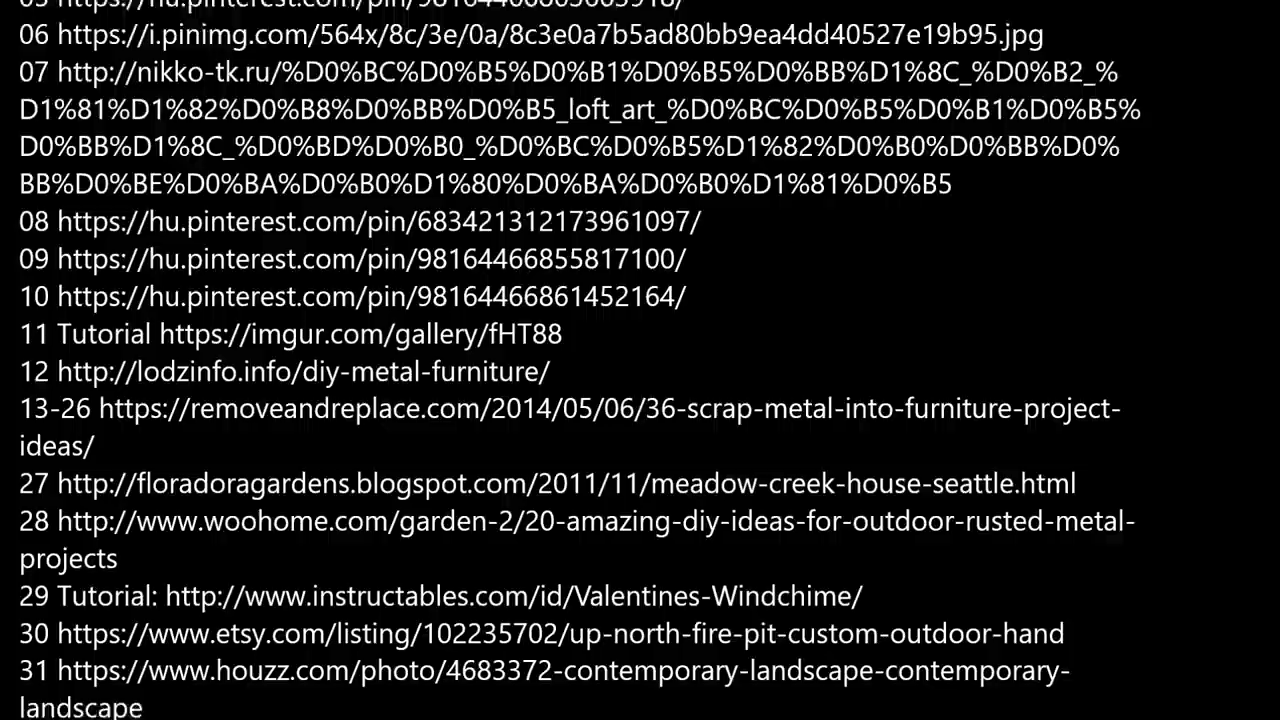 06 https://i.pinimg.com/564x/8c/3e/0a/8c3e0a7b5ad80bb9ea4dd40527e19b95.jpg
07 http://nikko-tk.ru/%D0%BC%D0%B5%D0%B1%D0%B5%D0%BB%D1%8C_%D0%B2_%
D1%81%D1%82%D0%B8%D0%BB%D0%B5_loft_art_%D0%BC%D0%B5%D0%B1%D0%B5%
D0%BB%D1%8C_%D0%BD%D0%B0_%D0%BC%D0%B5%D1%82%D0%B0%D0%BB%D0%
BB%D0%BE%D0%BA%D0%B0%D1%80%D0%BA%D0%B0%D1%81%D0%B5
08 https://hu.pinterest.com/pin/683421312173961097/
09 https://hu.pinterest.com/pin/98164466855817100/
10 https://hu.pinterest.com/pin/98164466861452164/
11 Tutorial https://imgur.com/gallery/fHT88
12 http://lodzinfo.info/diy-metal-furniture/
13-26 https://removeandreplace.com/2014/05/06/36-scrap-metal-into-furniture-project-
ideas/
27 http://floradoragardens.blogspot.com/2011/11/meadow-creek-house-seattle.html
28 http://www.woohome.com/garden-2/20-amazing-diy-ideas-for-outdoor-rusted-metal-
projects
29 Tutorial: http://www.instructables.com/id/Valentines-Windchime/
30 https://www.etsy.com/listing/102235702/up-north-fire-pit-custom-outdoor-hand
31 https://www.houzz.com/photo/4683372-contemporary-landscape-contemporary-
landscape